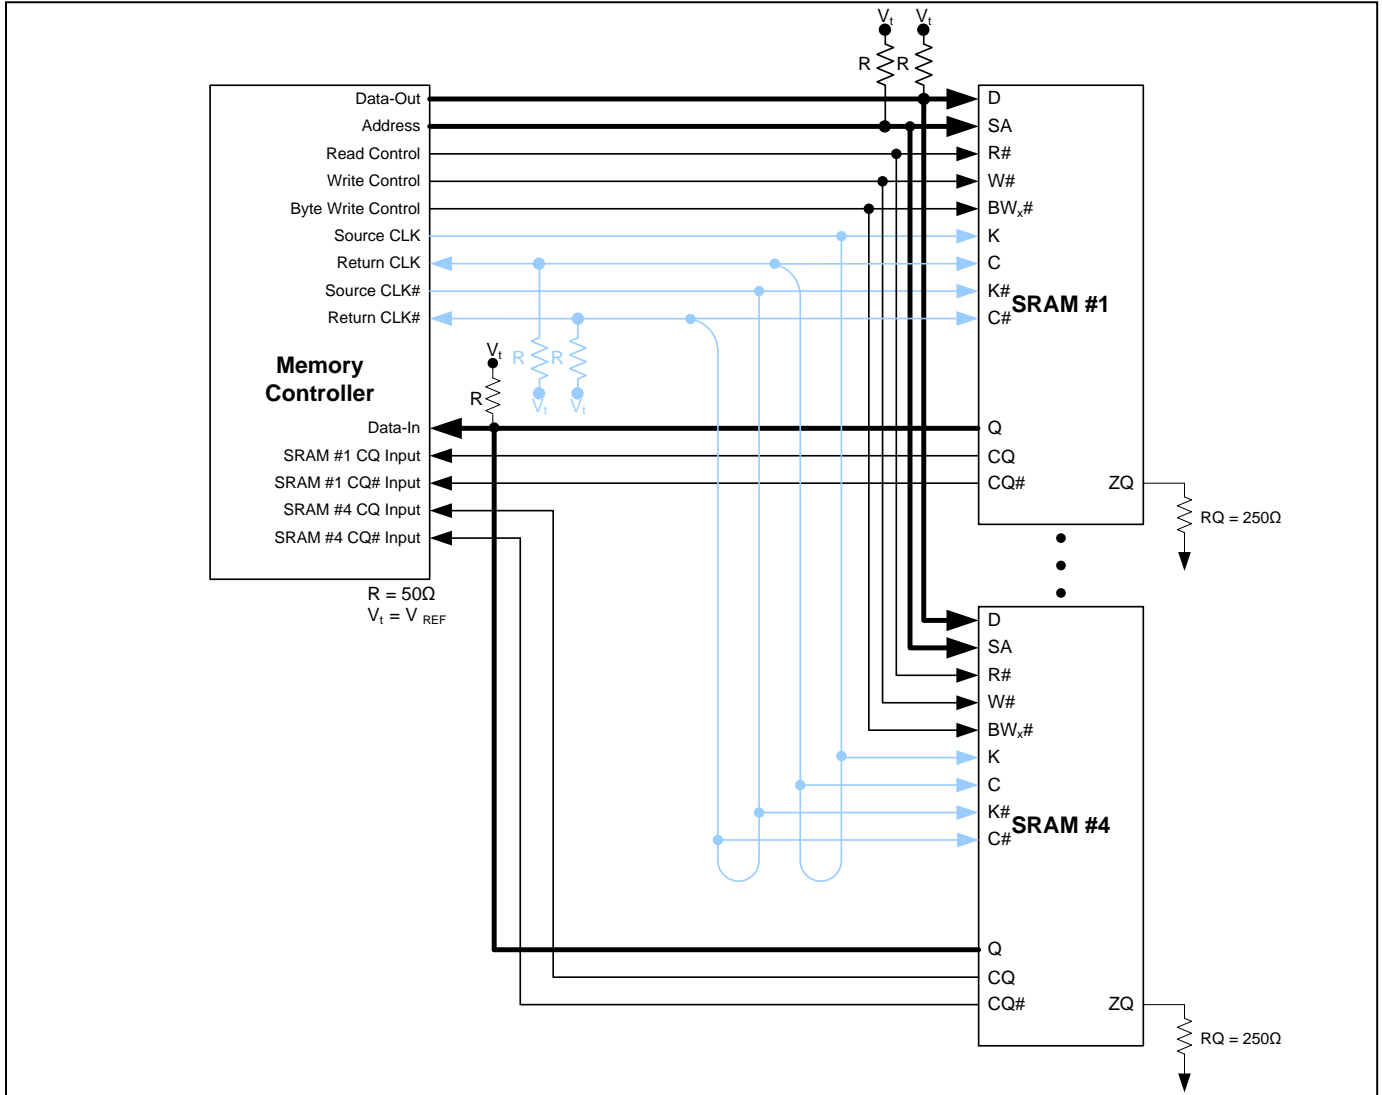 Vt Vt
R R
Data-Out
Address
Read Control
Write Control
Byte Write Control
Source CLK
Return CLK
Source CLK#
Return CLK#
Memory
Controller
Data-In
SRAM #1 CQ Input
SRAM #1 CQ# Input
SRAM #4 CQ Input
SRAM #4 CQ# Input
R = 50Ω
Vt = V REF
R R
Vt Vt
Vt
R
D
SA
R#
W#
BWx#
K
C
K#
C#
SRAM #1
Q
CQ
CQ#
ZQ
RQ = 250Ω
D
SA
R#
W#
BWx#
K
C
K#
C#
SRAM #4
Q
CQ
CQ#
ZQ
RQ = 250Ω